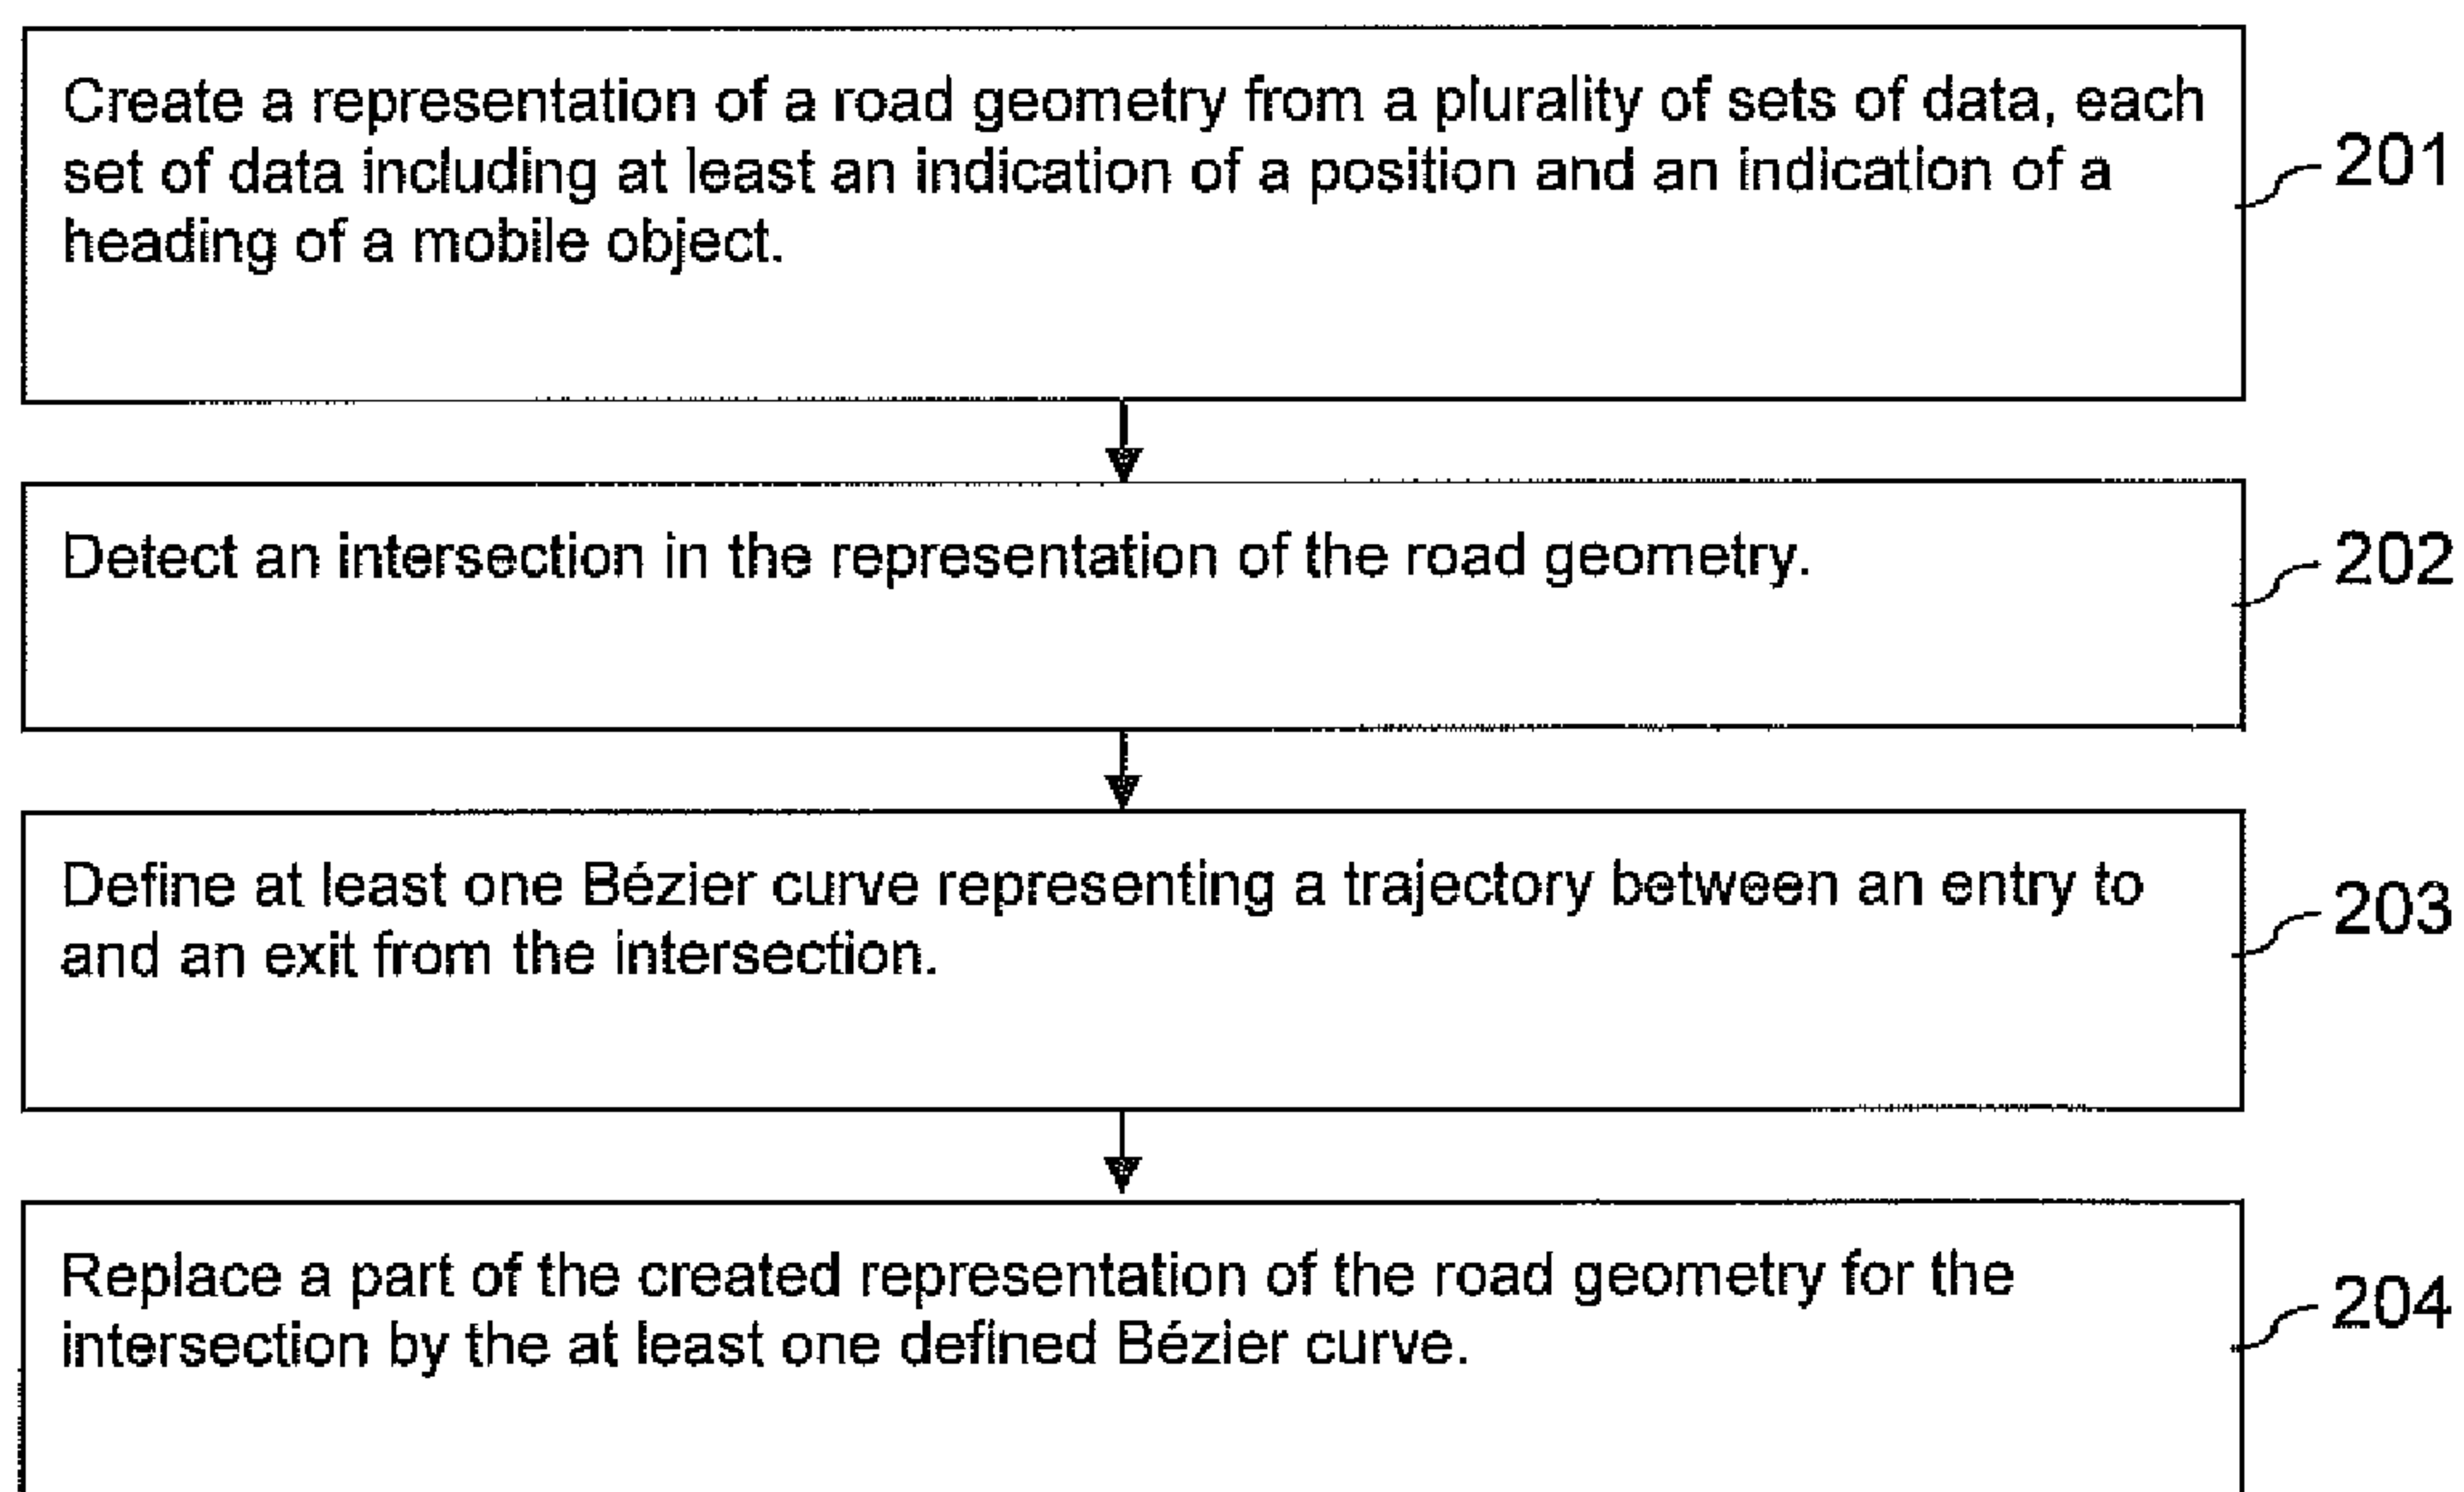 Create a representation of a road geometry from a plurality of sets of data, each
set of data including at least an indication of a position and an indication of a
heading of a mobile object.
201
Detect an intersection in the representation of the road geometry.
202
Define at least one Bézier curve representing a trajectory between an entry to
and an exit from the intersection.
203
Replace a part of the created representation of the road geometry for the
intersection by the at least one defined Bézier curve.
204